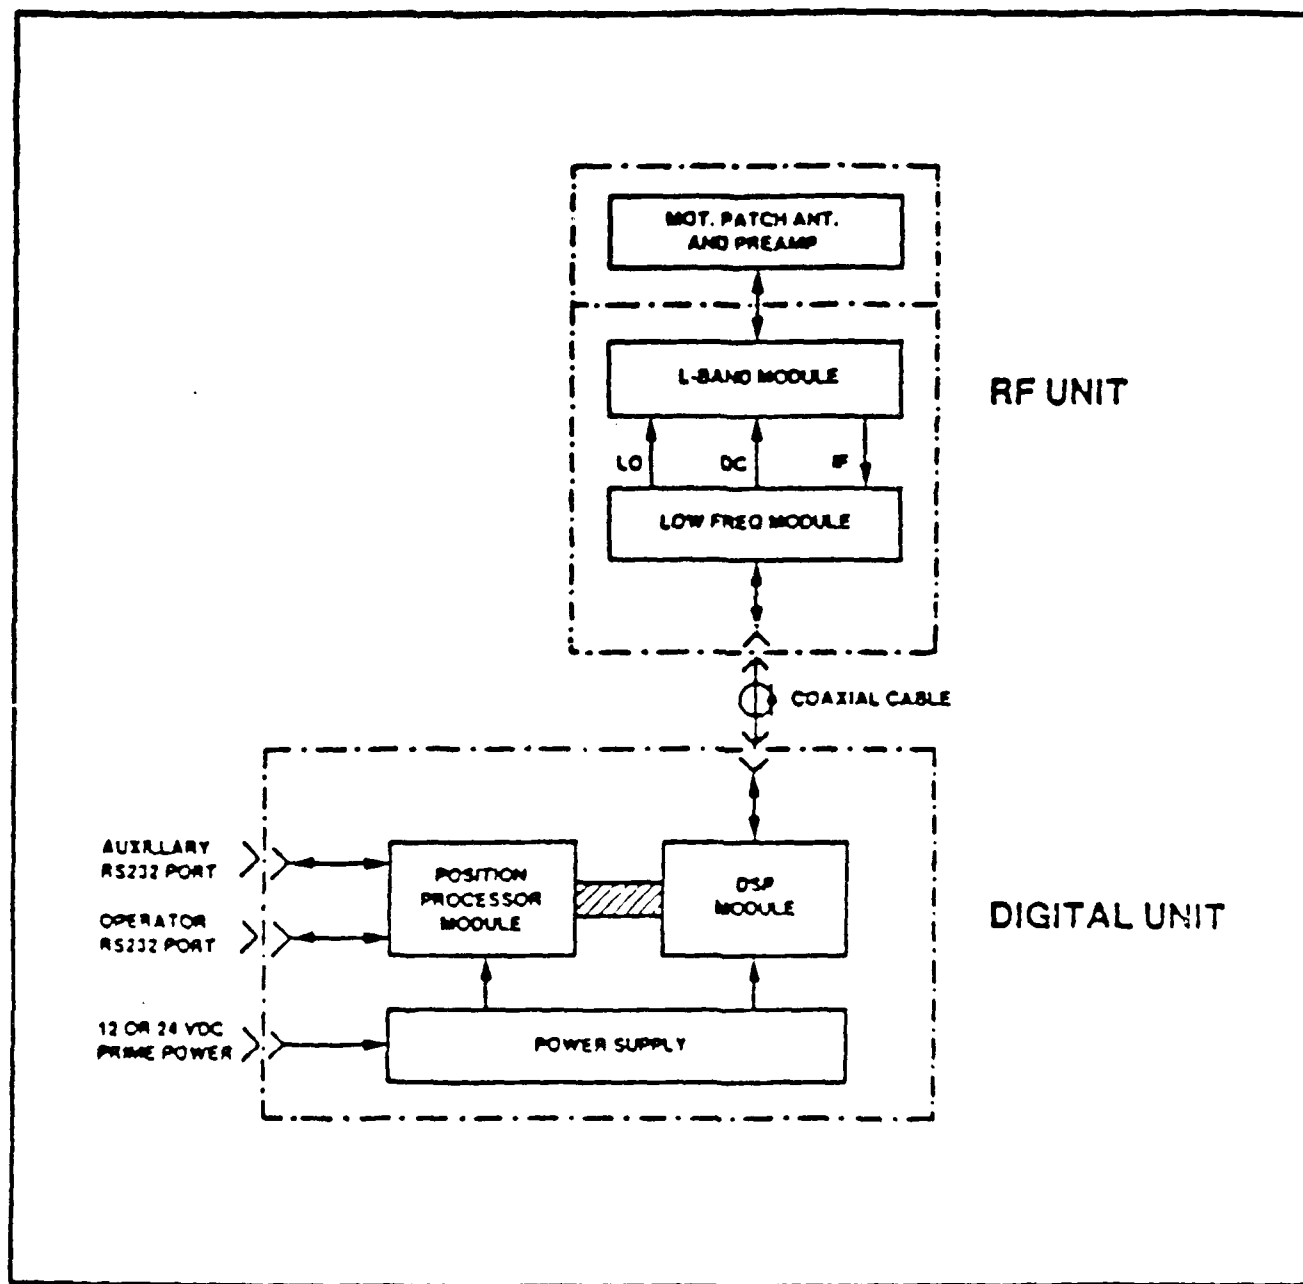 MOT. PATCH ANT.
AND PREAMP
L-BAND MODULE
RF UNIT
LO
DC
IF
LOW FREQ MODULE
COAXIAL CABLE
AUXILLARY
RS232 PORT
POSITION
PROCESSOR
MODULE
DSP
MODULE
OPERATOR
RS232 PORT
DIGITAL UNIT
12 OR 24 VDC
PRIME POWER
POWER SUPPLY